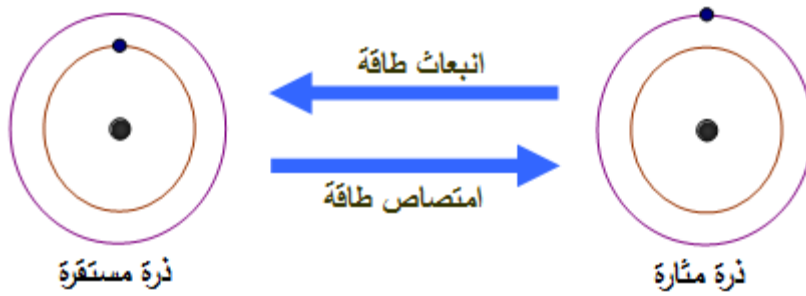 انبعاث طاقة
امتصاص طاقة
ذرة مثارة
ذرة مستقرة